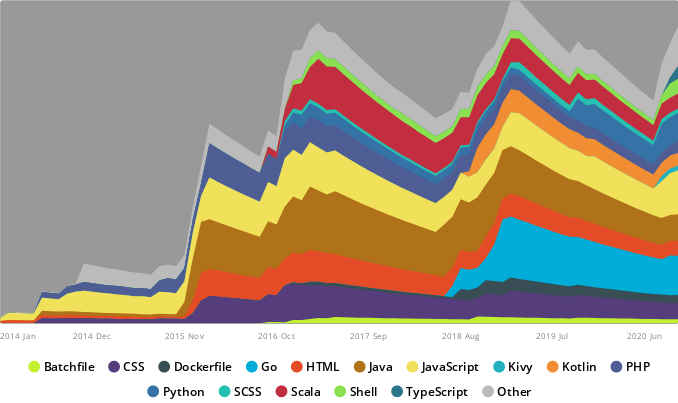 2014 Jan 2014 Dec 2015 Nov 2016 Oct 2017 Sep 2018 Aug 2019 Jul 2020 Jun
Batchfile CSS Dockerfile Go HTML Java JavaScript Kivy Kotlin PHP
Python SCSS Scala Shell TypeScript Other